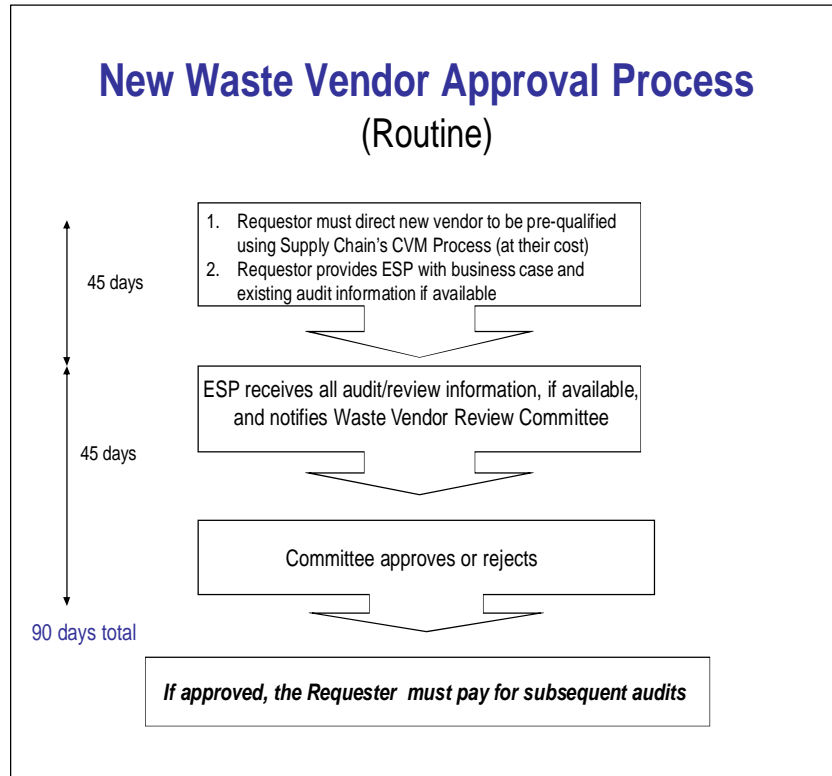 New Waste Vendor Approval Process
(Routine)
1. Requestor must direct new vendor to be pre-qualified
using Supply Chain's CVM Process (at their cost)
2. Requestor provides ESP with business case and
existing audit information if available
45 days
ESP receives all audit/review information, if available,
and notifies Waste Vendor Review Committee
45 days
Committee approves or rejects
90 days total
If approved, the Requester must pay for subsequent audits